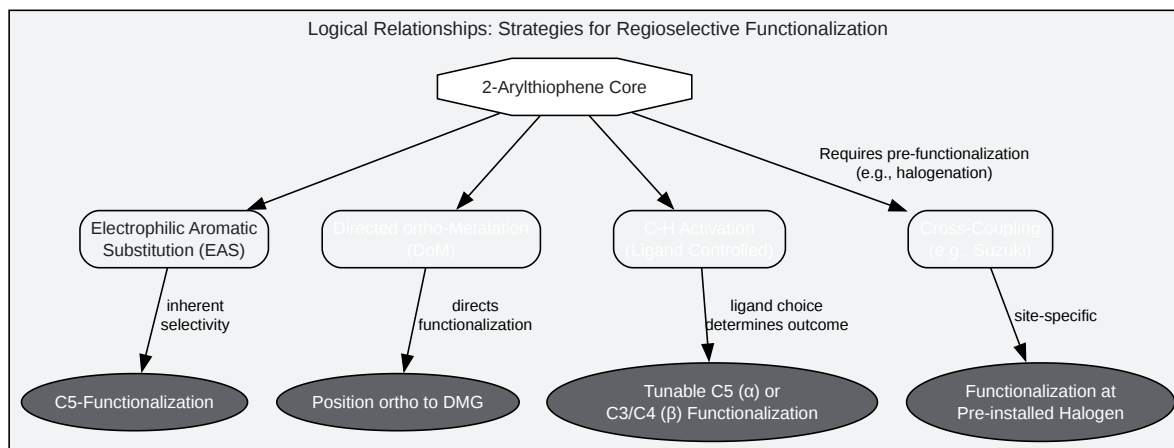 Logical Relationships: Strategies for Regioselective Functionalization
2-Arylthiophene Core
Requires pre-functionalization
(e.g., halogenation)
Electrophilic Aromatic
Substitution (EAS)
Directed ortho-Metalation
(DoM)
C-H Activation
(Ligand Controlled)
Cross-Coupling
(e.g., Suzuki)
inherent
selectivity
directs
functionalization
ligand choice
determines outcome
site-specific
C5-Functionalization
Position ortho to DMG
Tunable C5 (α) or
C3/C4 (β) Functionalization
Functionalization at
Pre-installed Halogen